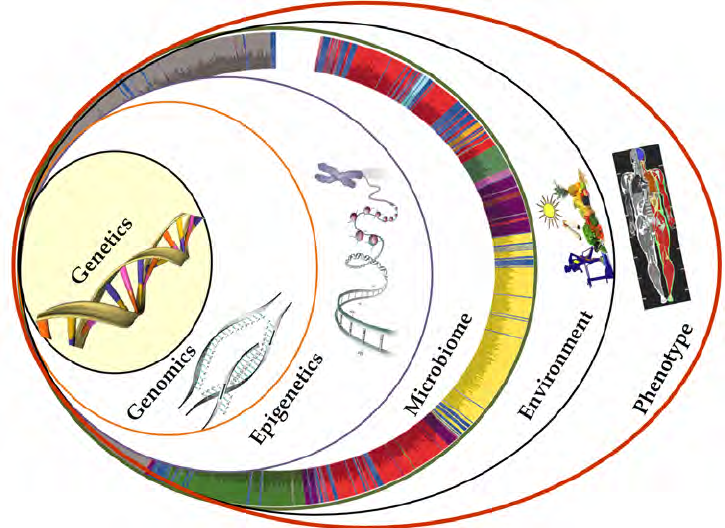 Genetics
Genomics
Epigenetics
Microbiome
Environment
Phenotype